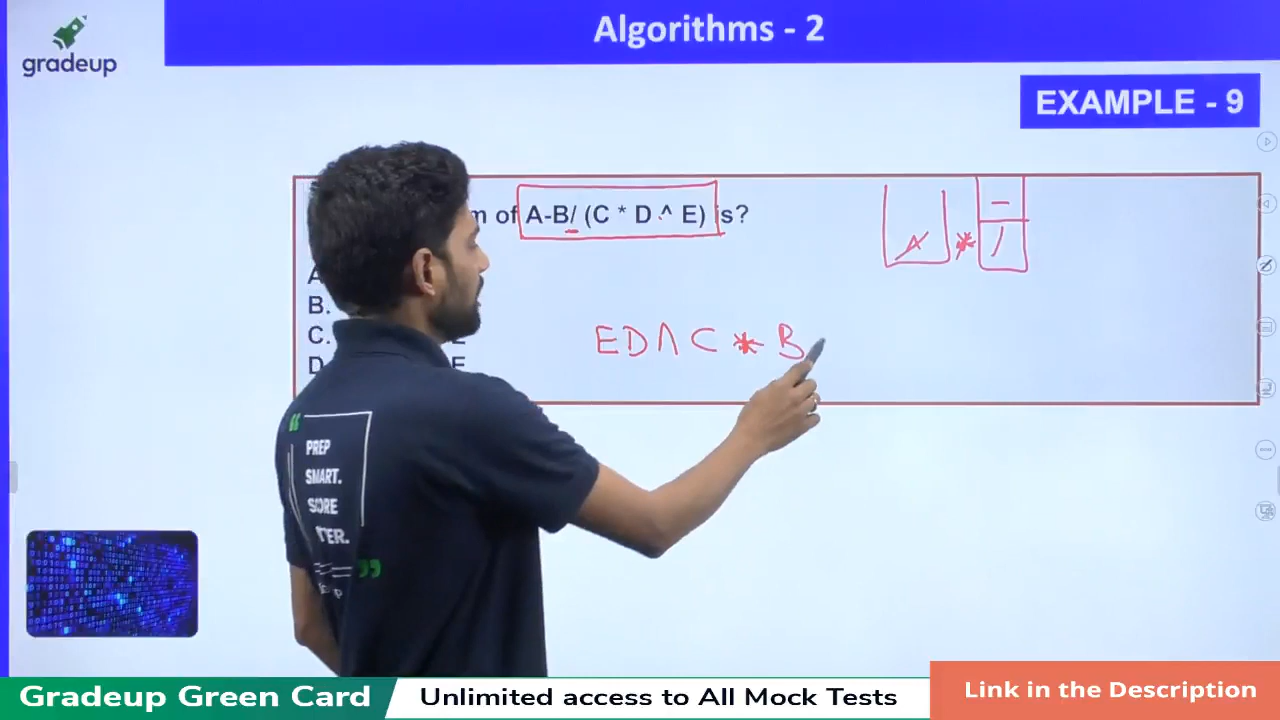 Algorithms - 2
gradeup
EXAMPLE - 9
of A-B/ (C * D ^ E) is?
A
B.
C. E
D E
- 
/
*
E D ^ C * B
PREP
SMART.
SCORE
Gradeup Green Card
Unlimited access to All Mock Tests
Link in the Description